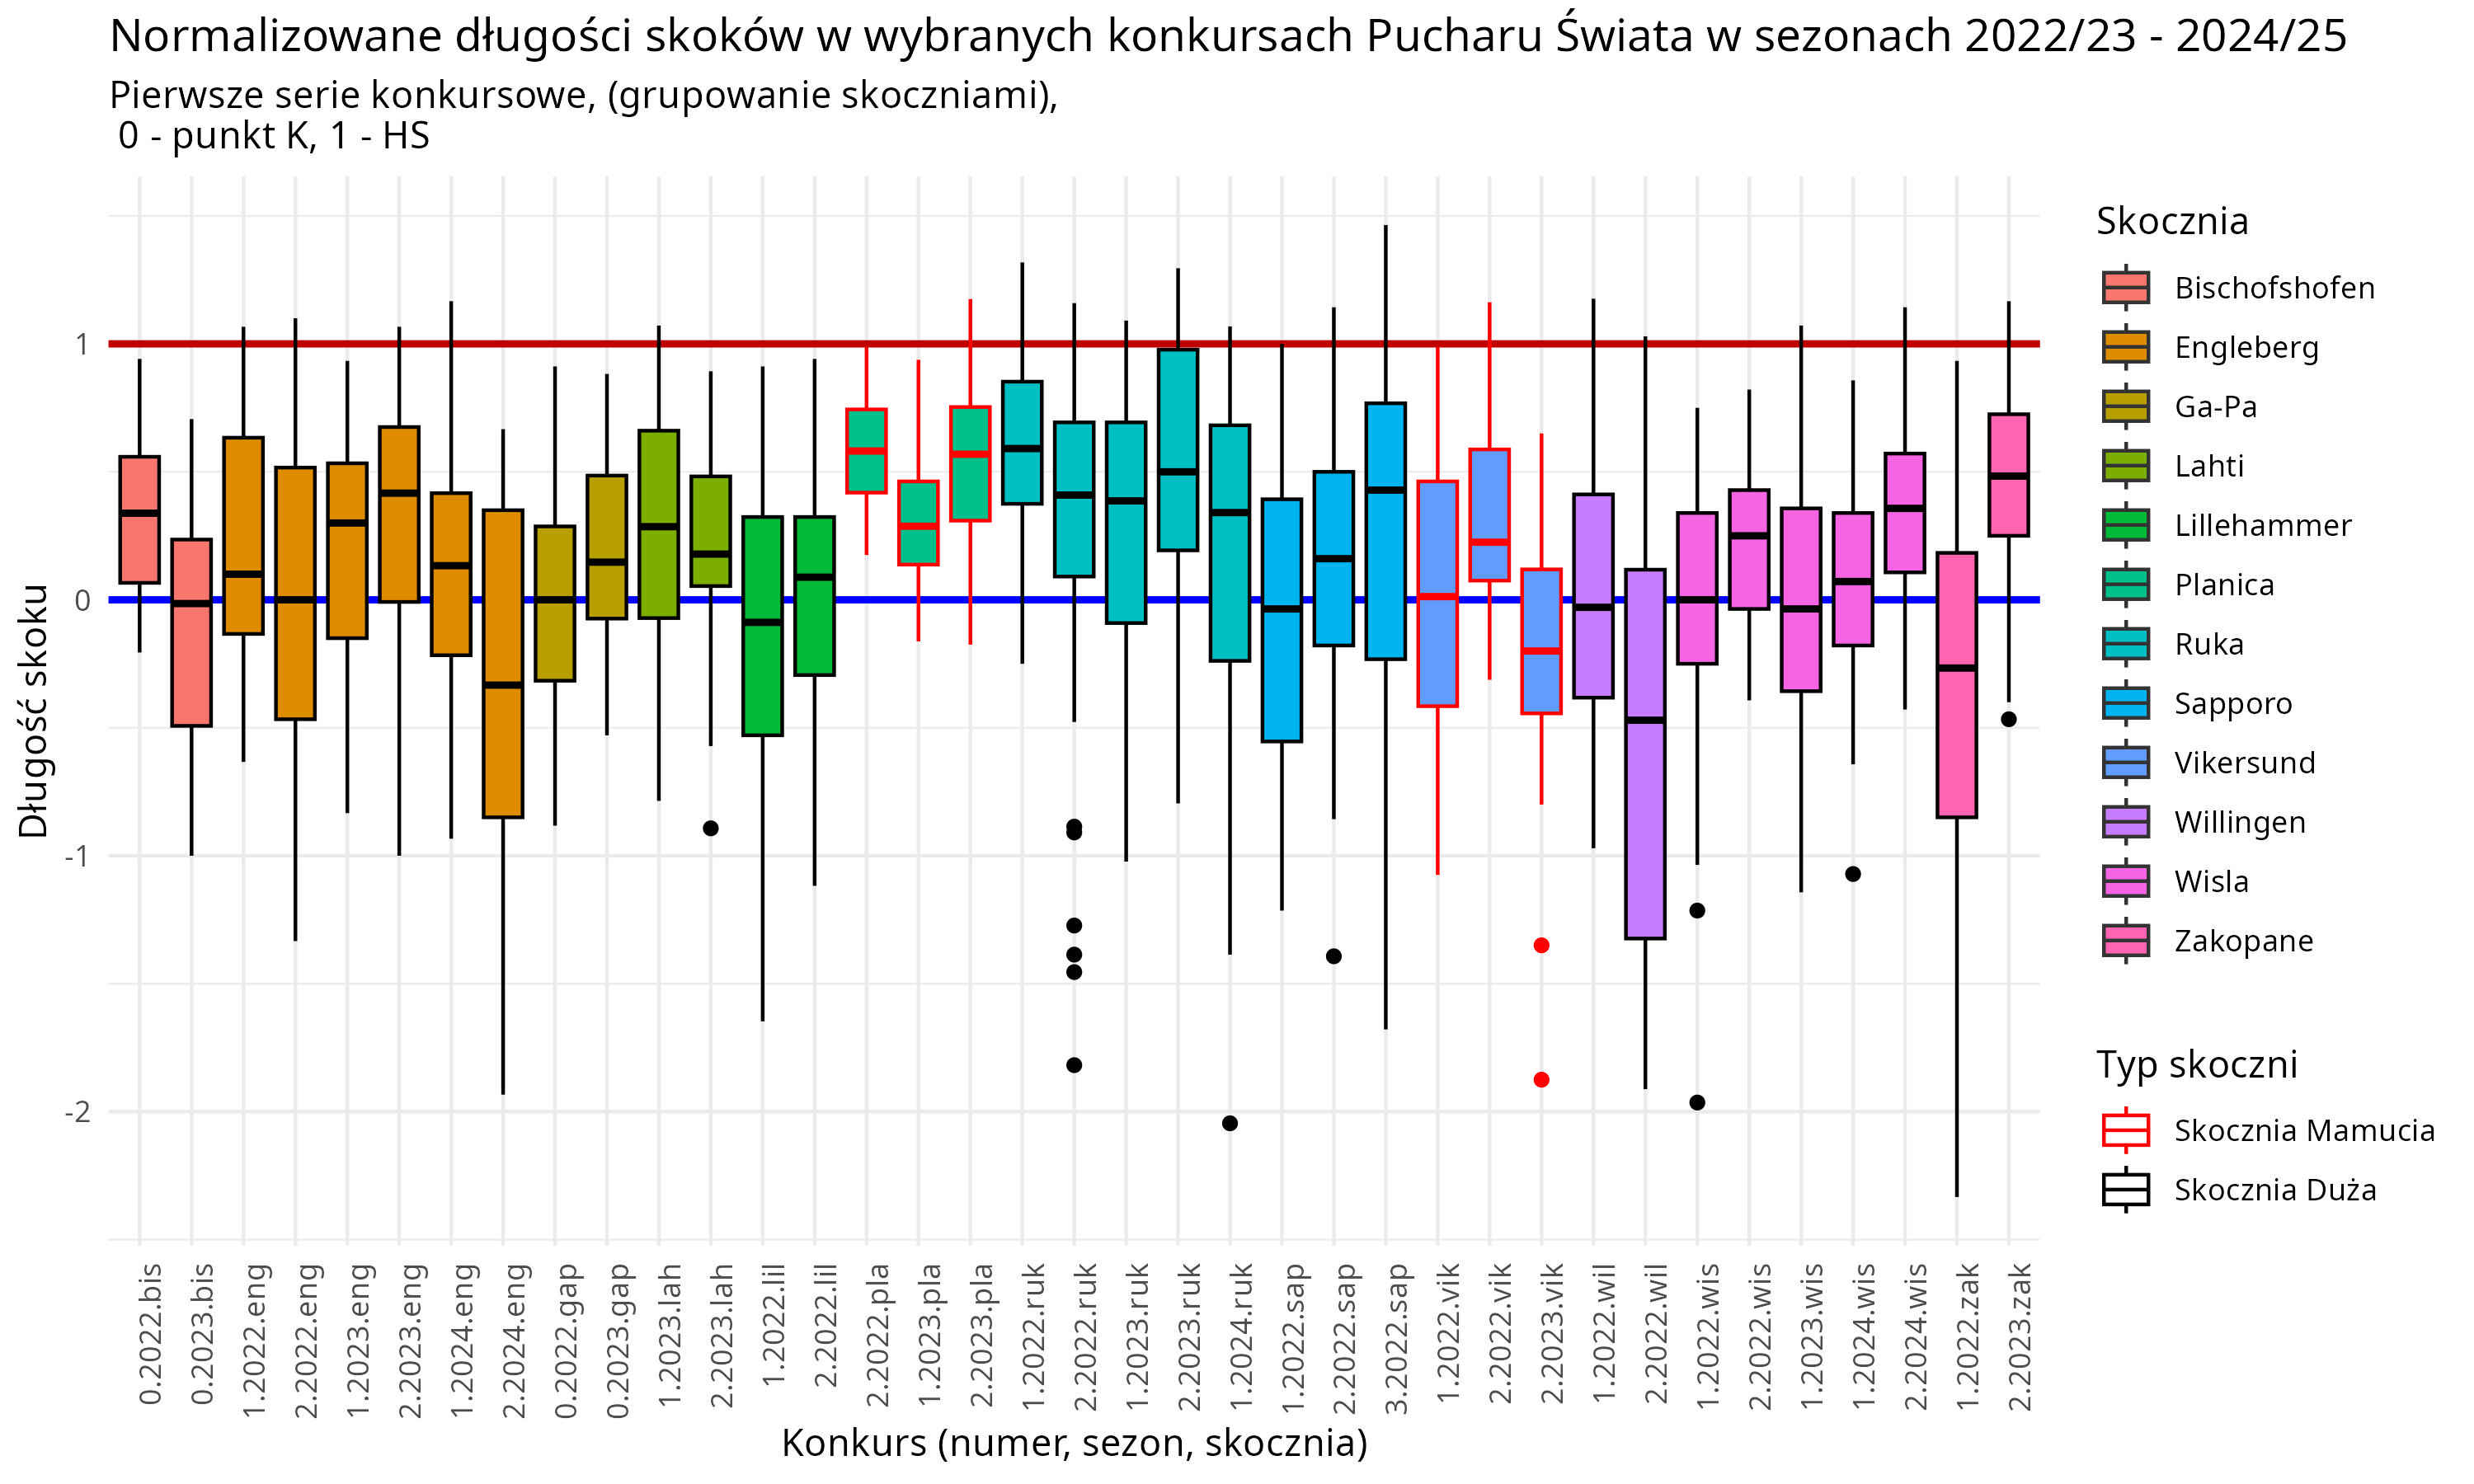 Normalizowane długości skoków w wybranych konkursach Pucharu Świata w sezonach 2022/23 - 2024/25
Pierwsze serie konkursowe, (grupowanie skoczniami),
0 - punkt K, 1 - HS
Długość skoku
1
0
-1
-2
0.2022.bis
0.2023.bis
1.2022.eng
2.2022.eng
1.2023.eng
2.2023.eng
1.2024.eng
2.2024.eng
0.2022.gap
0.2023.gap
1.2023.lah
2.2023.lah
1.2022.lil
2.2022.lil
2.2022.pla
1.2023.pla
2.2023.pla
1.2022.ruk
2.2022.ruk
1.2023.ruk
2.2023.ruk
1.2024.ruk
1.2022.sap
2.2022.sap
3.2022.sap
1.2022.vik
2.2022.vik
2.2023.vik
1.2022.wil
2.2022.wil
1.2022.wis
2.2022.wis
1.2023.wis
1.2024.wis
2.2024.wis
1.2022.zak
2.2023.zak
Konkurs (numer, sezon, skocznia)
Skocznia
Bischofshofen
Engleberg
Ga-Pa
Lahti
Lillehammer
Planica
Ruka
Sapporo
Vikersund
Willingen
Wisla
Zakopane
Typ skoczni
Skocznia Mamucia
Skocznia Duża